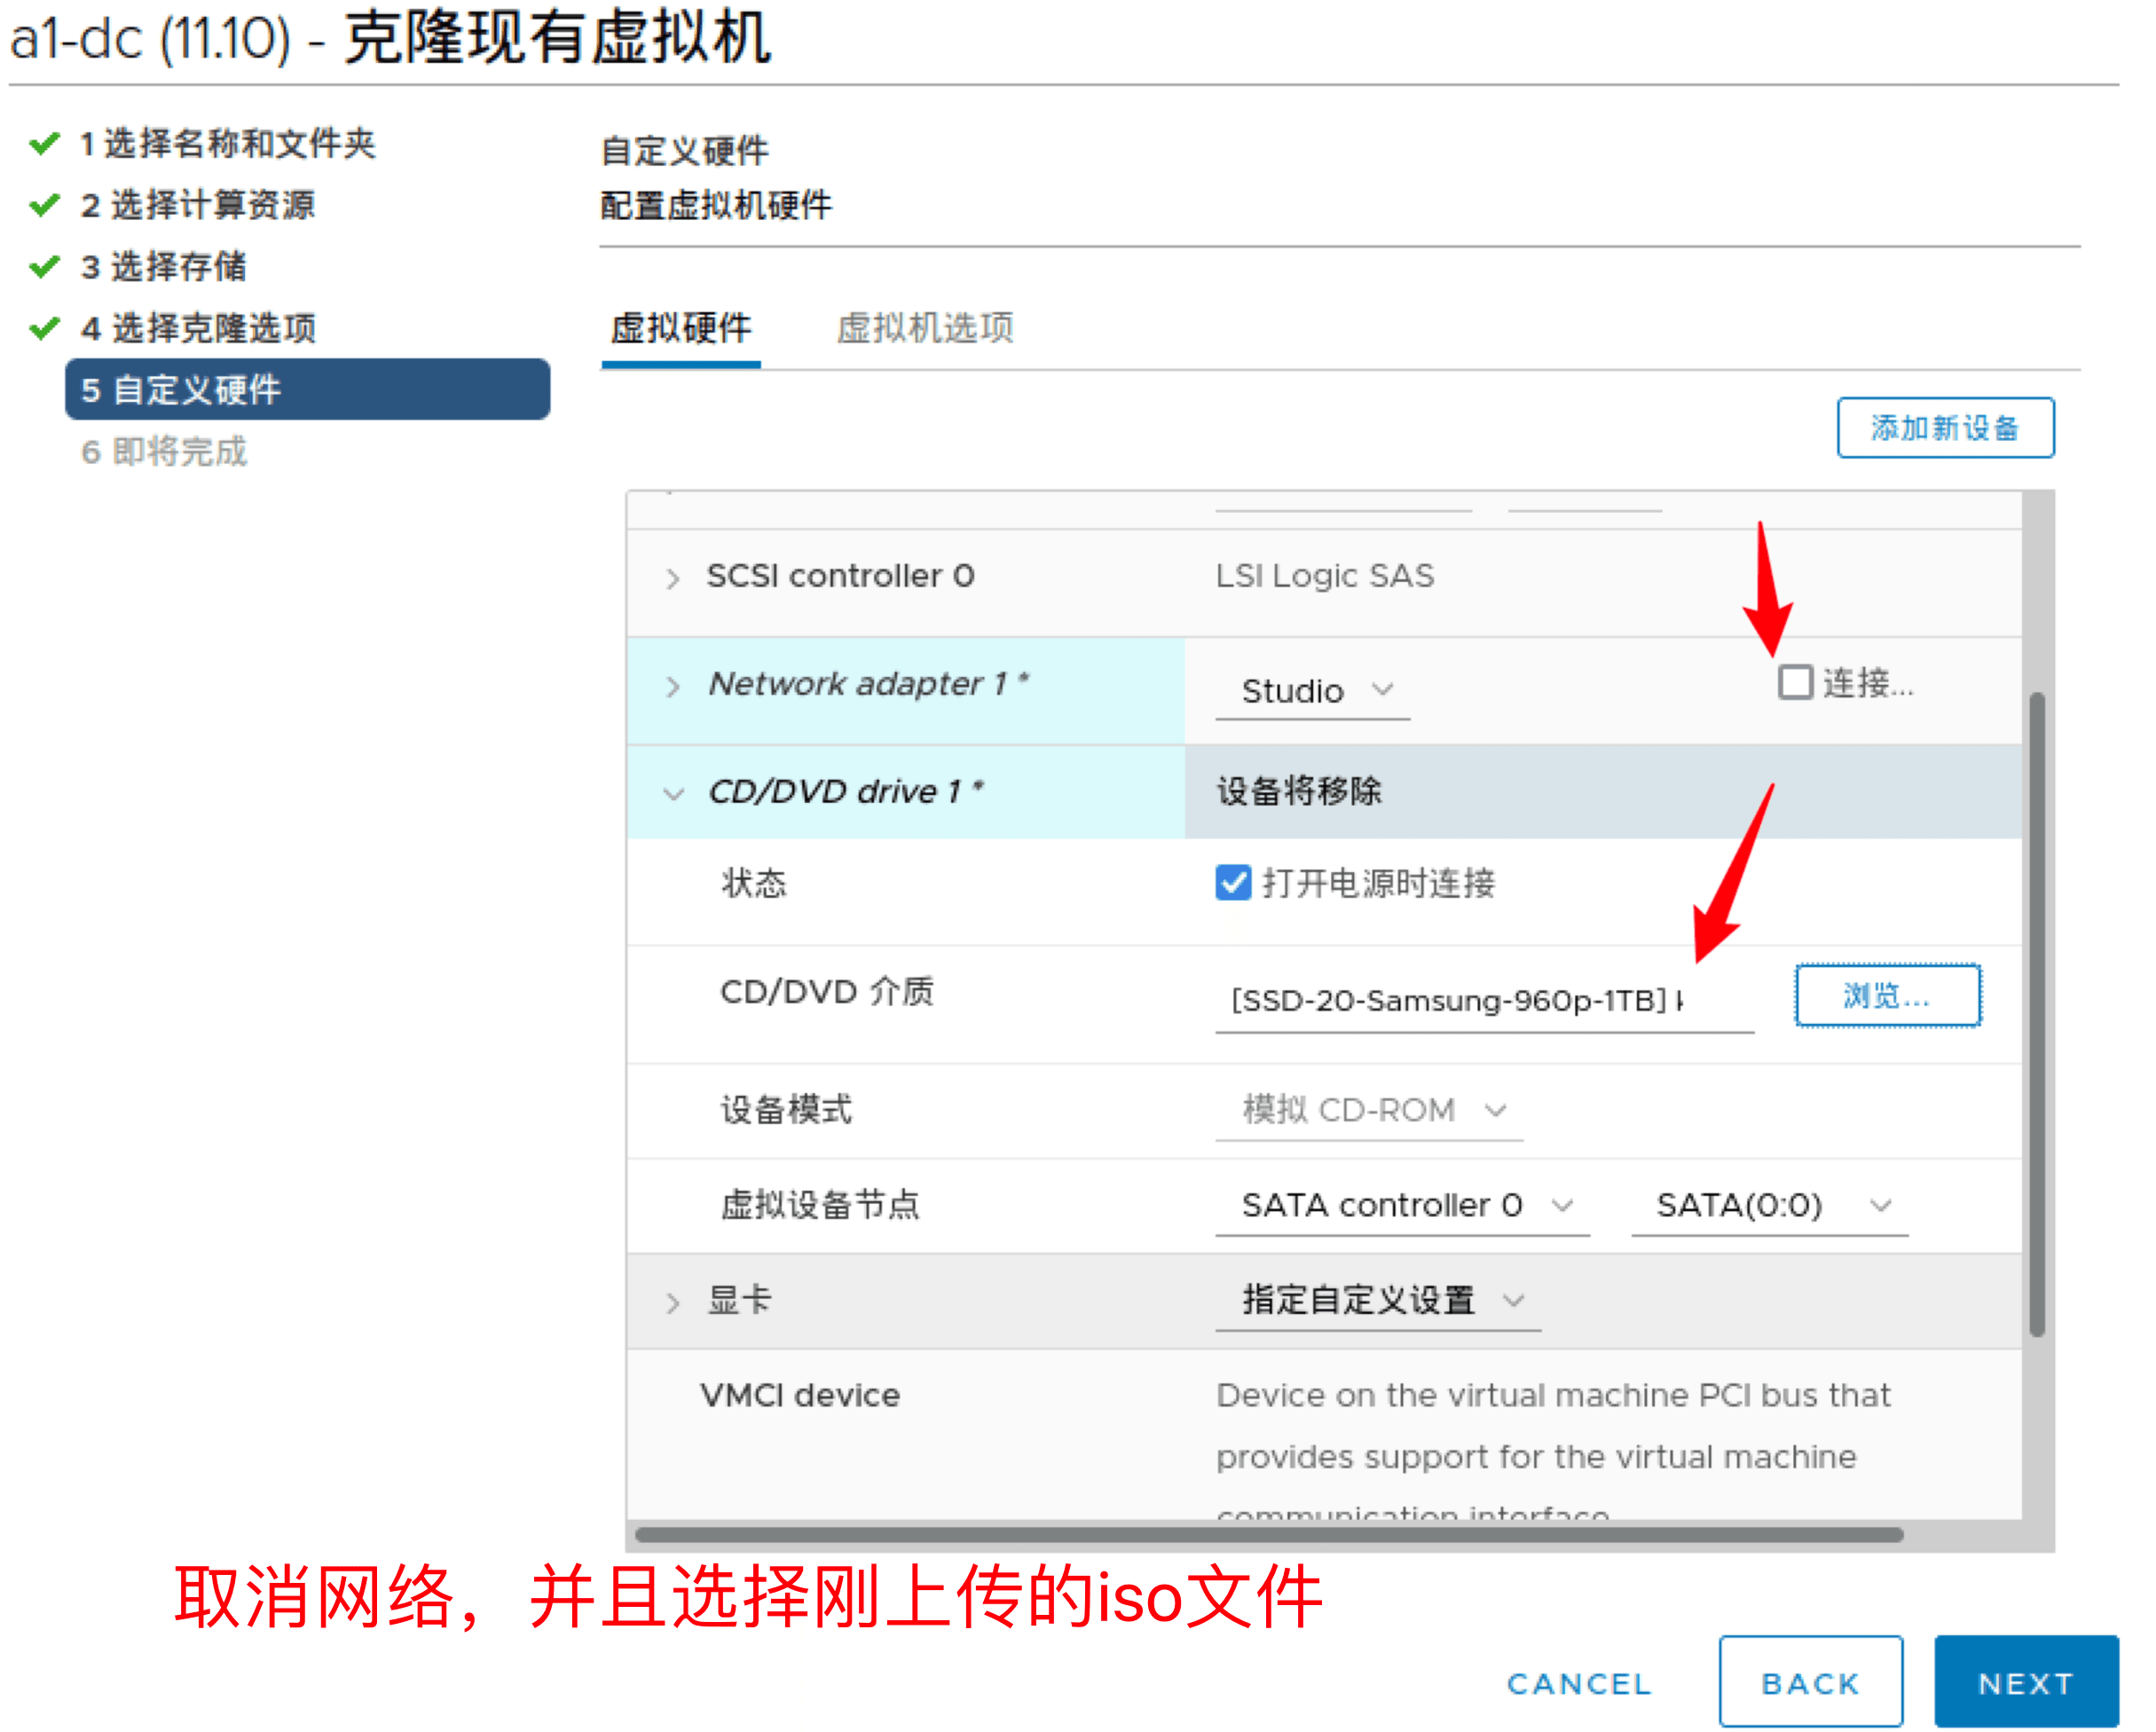 a1-dc (11.10) - 克隆现有虚拟机
1 选择名称和文件夹
2 选择计算资源
3 选择存储
4 选择克隆选项
5 自定义硬件
6 即将完成
自定义硬件
配置虚拟机硬件
虚拟硬件 虚拟机选项
添加新设备
SCSI controller 0 LSI Logic SAS
Network adapter 1 * Studio 连接...
CD/DVD drive 1 * 设备将移除
状态 打开电源时连接
CD/DVD 介质 [SSD-20-Samsung-960p-1TB] 浏览...
设备模式 模拟 CD-ROM
虚拟设备节点 SATA controller 0 SATA(0:0)
显卡 指定自定义设置
VMCI device Device on the virtual machine PCI bus that
provides support for the virtual machine
communication interface
取消网络，并且选择刚上传的iso文件
CANCEL BACK NEXT